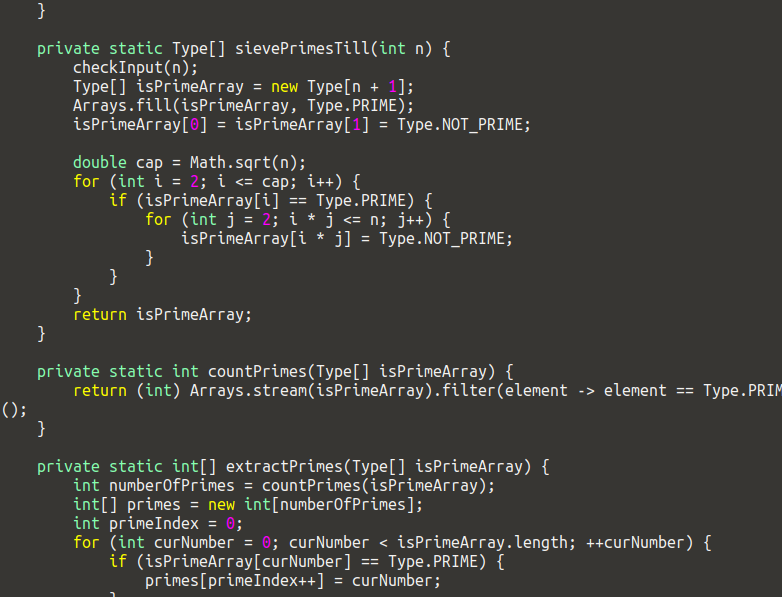 }

    private static Type[] sievePrimesTill(int n) {
        checkInput(n);
        Type[] isPrimeArray = new Type[n + 1];
        Arrays.fill(isPrimeArray, Type.PRIME);
        isPrimeArray[0] = isPrimeArray[1] = Type.NOT_PRIME;

        double cap = Math.sqrt(n);
        for (int i = 2; i <= cap; i++) {
            if (isPrimeArray[i] == Type.PRIME) {
                for (int j = 2; i * j <= n; j++) {
                    isPrimeArray[i * j] = Type.NOT_PRIME;
                }
            }
        }
        return isPrimeArray;
    }

    private static int countPrimes(Type[] isPrimeArray) {
        return (int) Arrays.stream(isPrimeArray).filter(element -> element == Type.PRIM
();
    }

    private static int[] extractPrimes(Type[] isPrimeArray) {
        int numberOfPrimes = countPrimes(isPrimeArray);
        int[] primes = new int[numberOfPrimes];
        int primeIndex = 0;
        for (int curNumber = 0; curNumber < isPrimeArray.length; ++curNumber) {
            if (isPrimeArray[curNumber] == Type.PRIME) {
                primes[primeIndex++] = curNumber;
            }